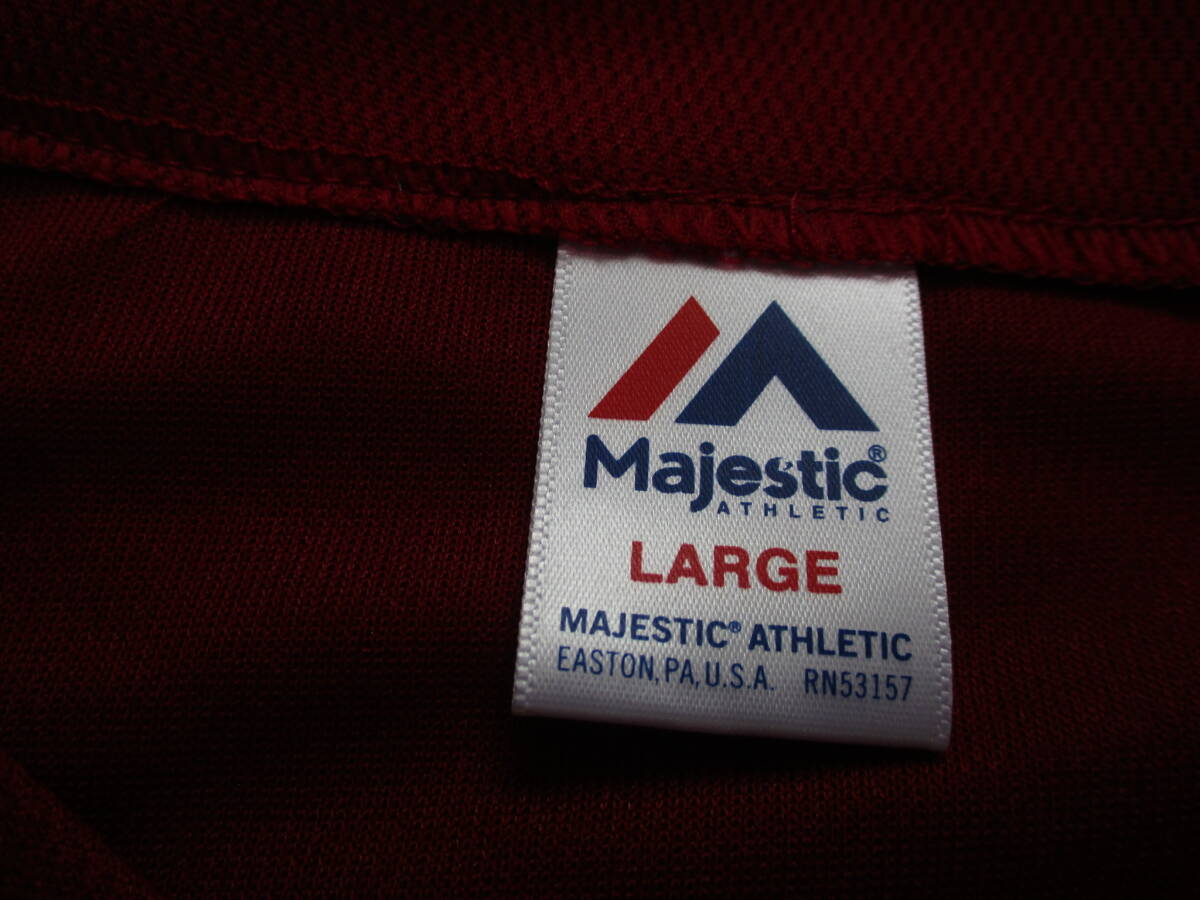 Majestic®
ATHLETIC
LARGE
MAJESTIC® ATHLETIC
EASTON, PA, U.S.A. RN53157